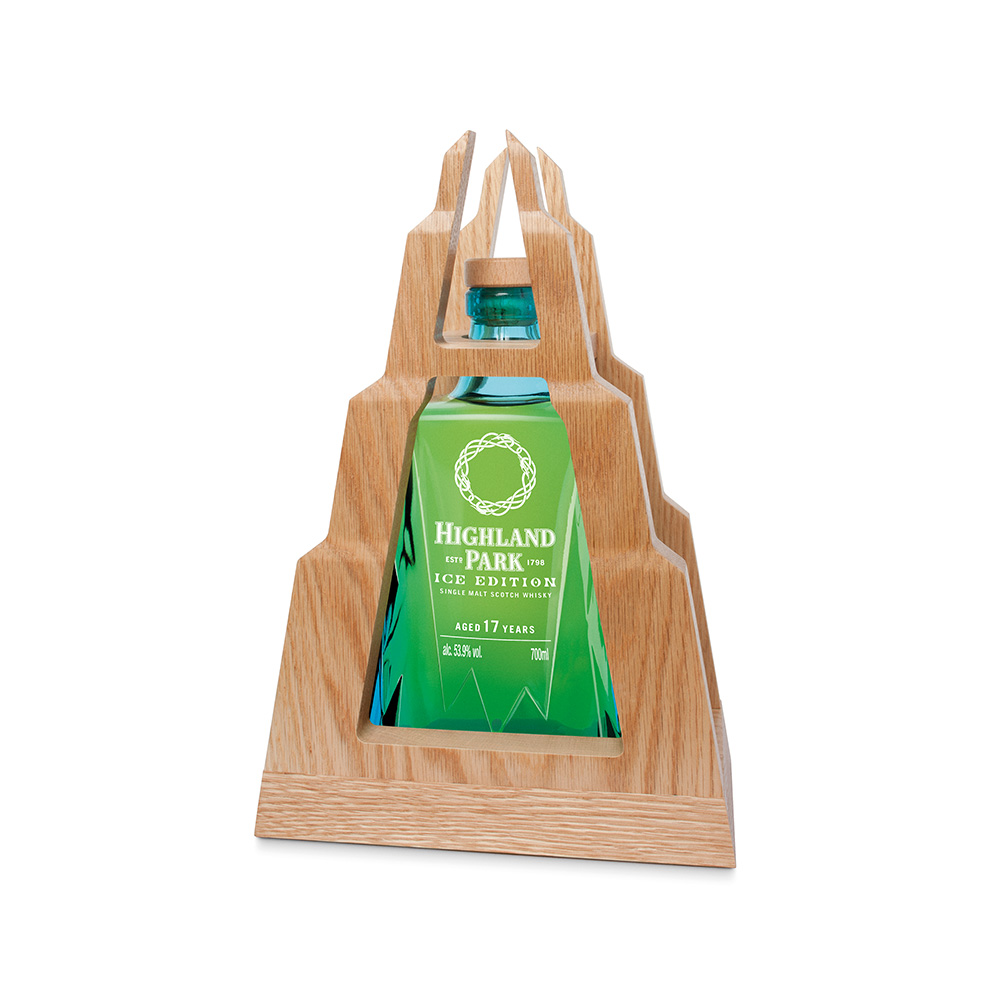 HIGHLAND
ESTD PARK 1798
ICE EDITION
SINGLE MALT SCOTCH WHISKY
AGED 17 YEARS
alc. 53.9% vol. 700ml